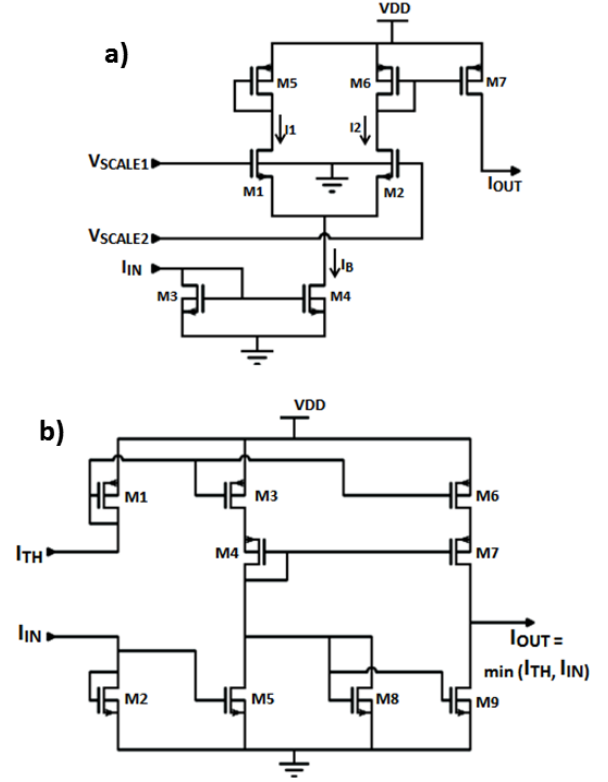 a)
VDD
M5
M6
M7
I1
I2
VSCALE1
M1
M2
IOUT
VSCALE2
IB
IIN
M3
M4
b)
VDD
M1
M3
M6
M4
M7
ITH
IIN
IOUT =
min (ITH, IIN)
M2
M5
M8
M9